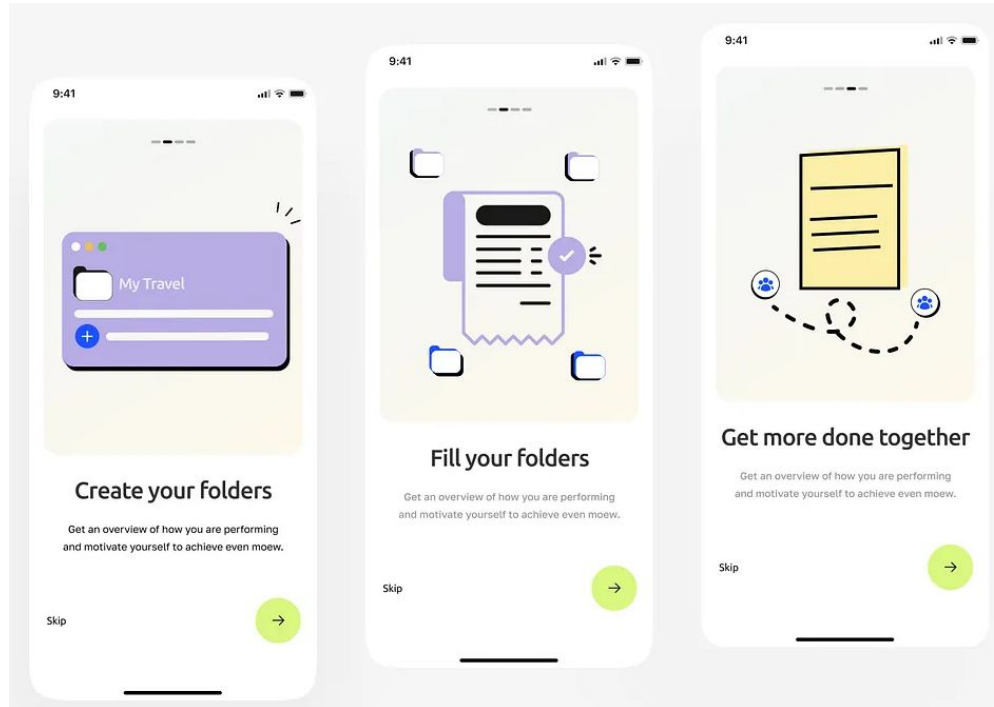 9:41
My Travel
Create your folders
Get an overview of how you are performing
and motivate yourself to achieve even moew.
Skip
9:41
Fill your folders
Get an overview of how you are performing
and motivate yourself to achieve even moew.
Skip
9:41
Get more done together
Get an overview of how you are performing
and motivate yourself to achieve even moew.
Skip